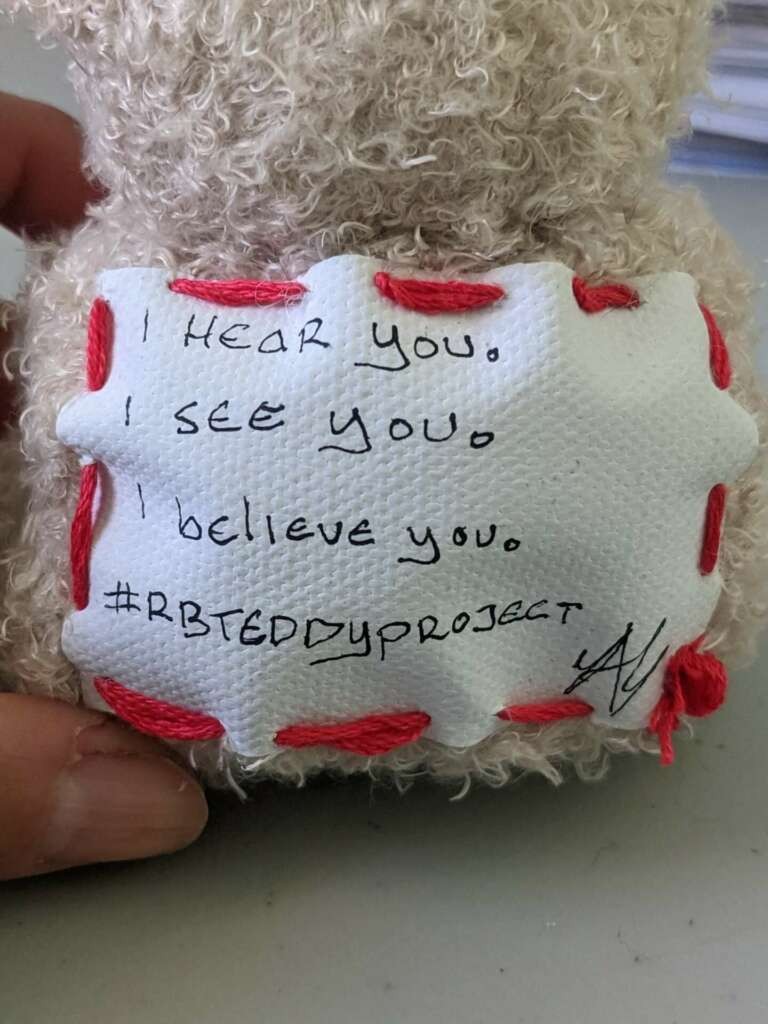 I HEAR YOU.
I SEE YOU.
I believe you.
#RBTEDDYPROJECT